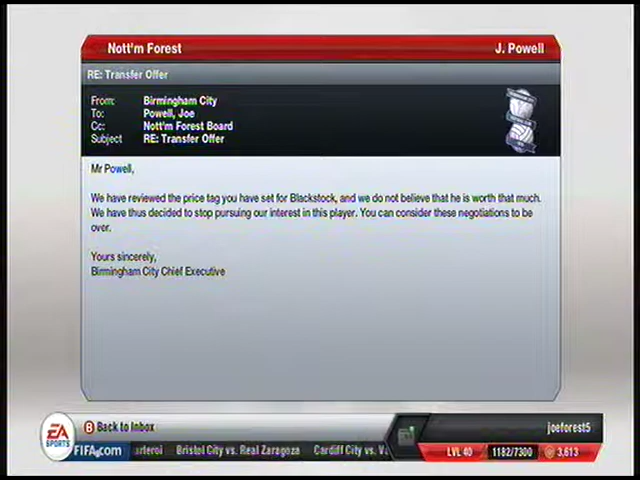 Nott'm Forest J. Powell
RE: Transfer Offer
From: Birmingham City
To: Powell, Joe
Cc: Nott'm Forest Board
Subject RE: Transfer Offer
Mr Powell,
We have reviewed the price tag you have set for Blackstock, and we do not believe that he is worth that much.
We have thus decided to stop pursuing our interest in this player. You can consider these negotiations to be
over.
Yours sincerely,
Birmingham City Chief Executive
B Back to Inbox joeforest5
EA SPORTS
FIFA.com arteroi Bristol City vs. Real Zaragoza Cardiff City vs. V LVL 40 1182/7300 3,613